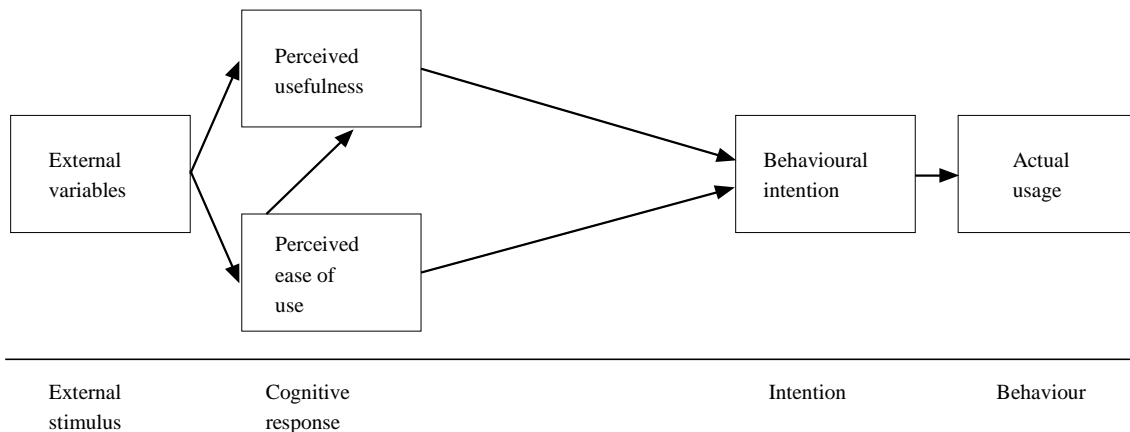 Perceived
usefulness
External
variables
Behavioural
intention
Actual
usage
Perceived
ease of
use
External
stimulus
Cognitive
response
Intention
Behaviour